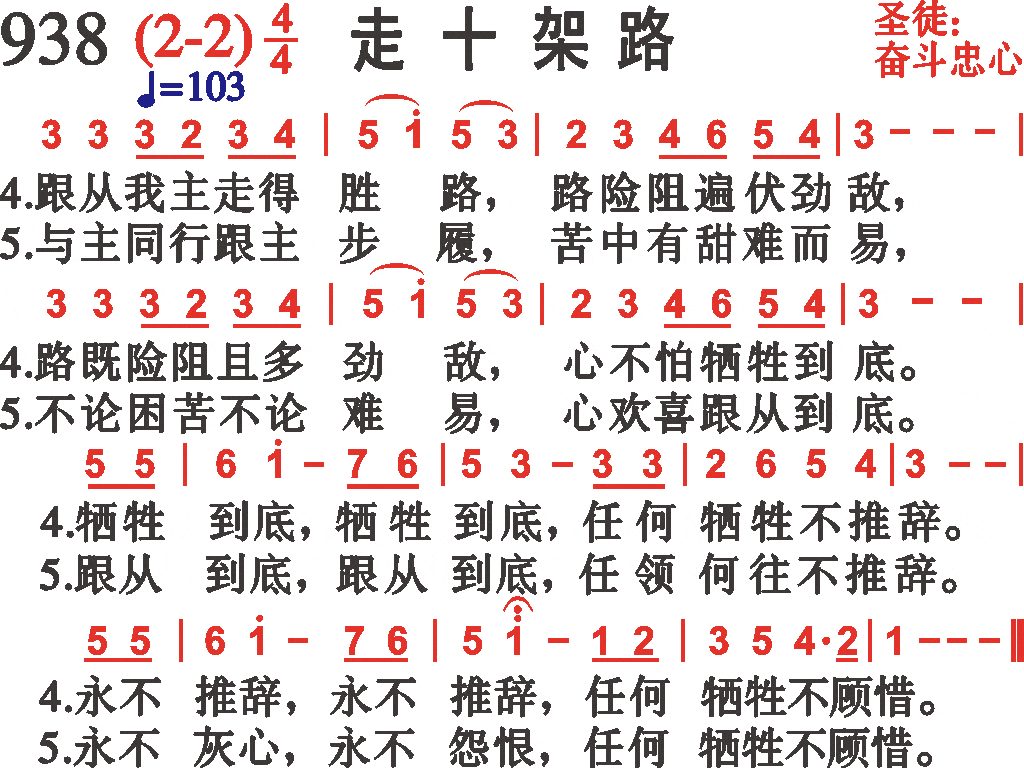 938 (2-2) 4/4 走十架路 圣徒：
♩=103 奋斗忠心
3 3 3 2 3 4 | 5 i 5 3 | 2 3 4 6 5 4 | 3 - - - |
4.跟从我主走得 胜 路， 路险阻遍伏劲敌，
5.与主同行跟主 步 履， 苦中有甜难而易，
3 3 3 2 3 4 | 5 i 5 3 | 2 3 4 6 5 4 | 3 - - |
4.路既险阻且多 劲 敌， 心不怕牺牲到底。
5.不论困苦不论 难 易， 心欢喜跟从到底。
5 5 | 6 i - 7 6 | 5 3 - 3 3 | 2 6 5 4 | 3 - - |
4.牺牲 到底，牺牲 到底，任何 牺牲不推辞。
5.跟从 到底，跟从 到底，任领 何往不推辞。
5 5 | 6 i - 7 6 | 5 i - 1 2 | 3 5 4·2 | 1 - - - ‖
4.永不 推辞，永不 推辞，任何 牺牲不顾惜。
5.永不 灰心，永不 怨恨，任何 牺牲不顾惜。